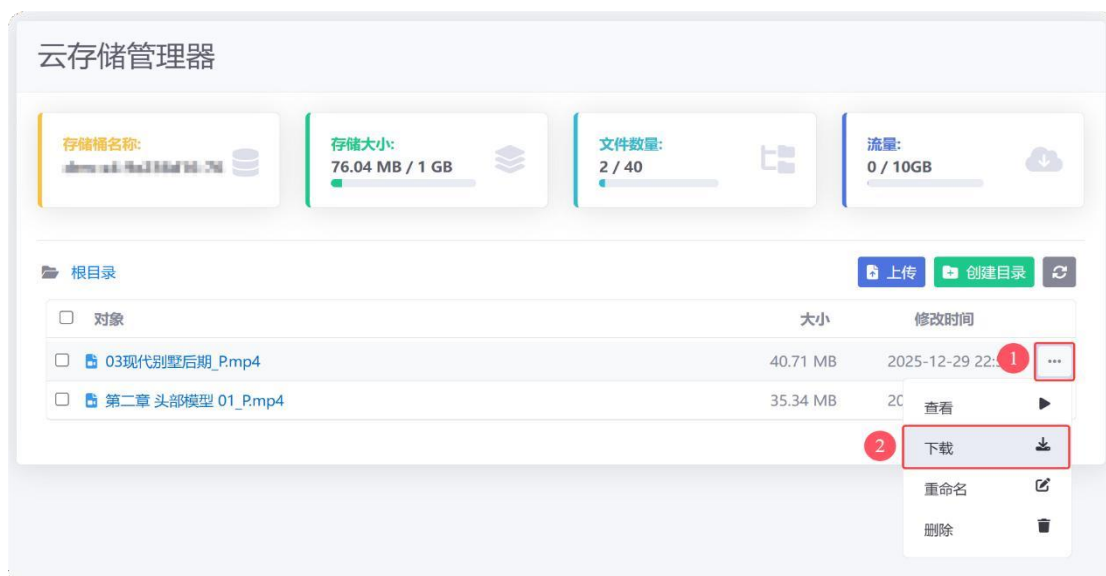 云存储管理器
存储桶名称:
存储大小:
76.04 MB / 1 GB
文件数量:
2 / 40
流量:
0 / 10GB
根目录
上传
创建目录
对象
大小
修改时间
03现代别墅后期_P.mp4
40.71 MB
2025-12-29 22:
1
第二章 头部模型 01_P.mp4
35.34 MB
20
查看
2
下载
重命名
删除